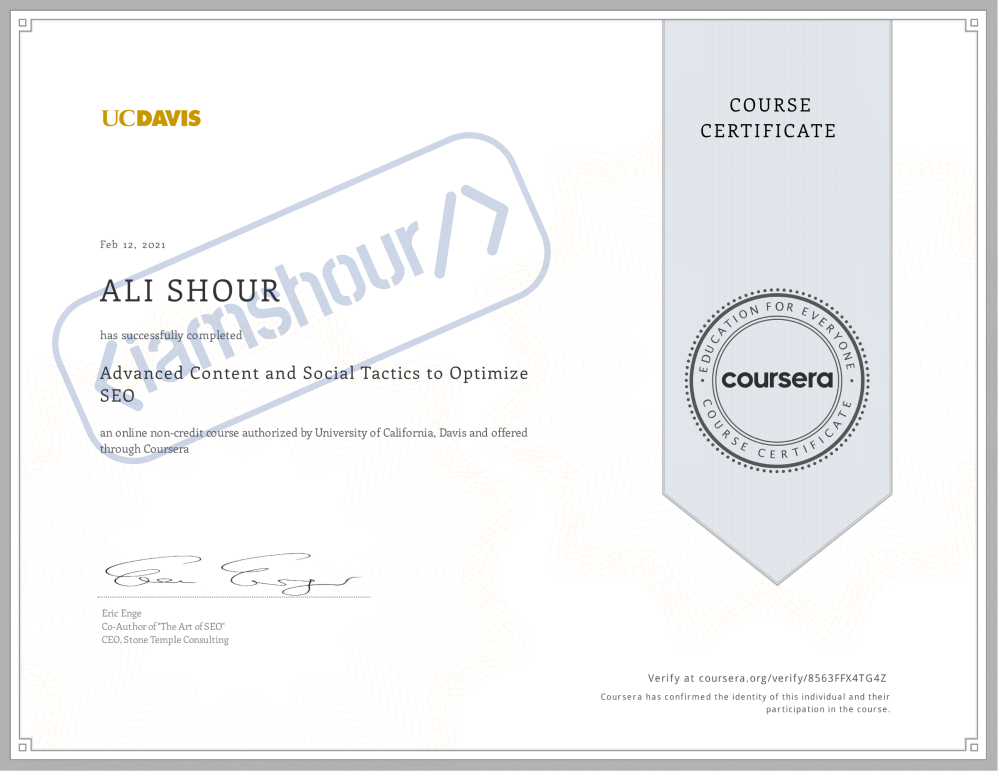 UCDAVIS
COURSE
CERTIFICATE
Feb 12, 2021
ALI SHOUR
has successfully completed
Advanced Content and Social Tactics to Optimize
SEO
an online non-credit course authorized by University of California, Davis and offered
through Coursera
<iamshour/>
EDUCATION FOR EVERYONE
coursera
COURSE CERTIFICATE
Eric Enge
Co-Author of "The Art of SEO"
CEO, Stone Temple Consulting
Verify at coursera.org/verify/8563FFX4TG4Z
Coursera has confirmed the identity of this individual and their
participation in the course.